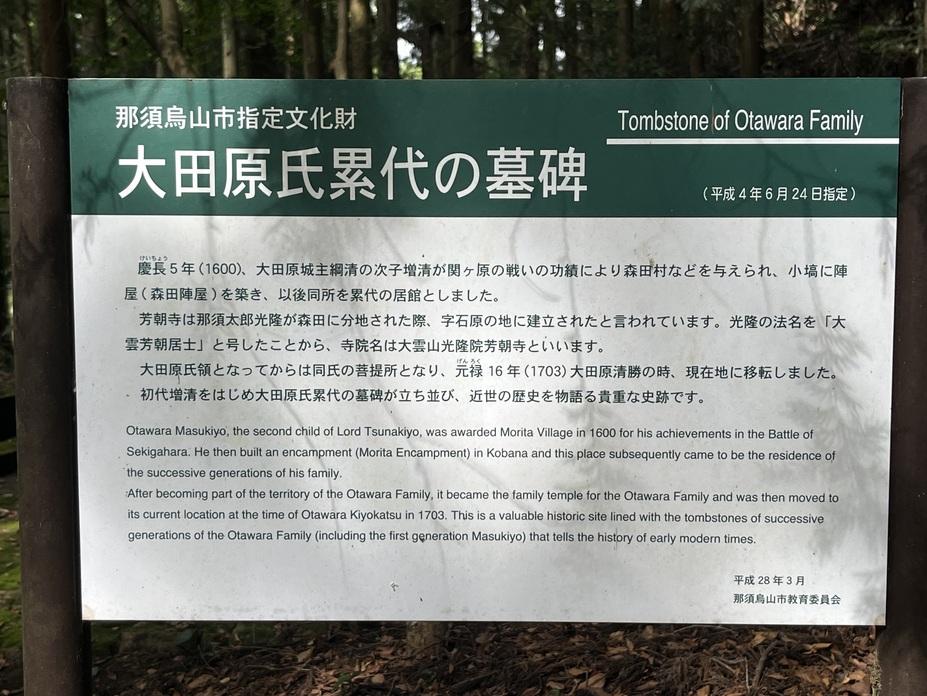 那須烏山市指定文化財
Tombstone of Otawara Family
大田原氏累代の墓碑
（平成4年6月24日指定）
けいちょう
慶長5年（1600）、大田原城主綱清の次子増清が関ヶ原の戦いの功績により森田村などを与えられ、小塙に陣
屋（森田陣屋）を築き、以後同所を累代の居館としました。
芳朝寺は那須太郎光隆が森田に分地された際、字石原の地に建立されたと言われています。光隆の法名を「大
雲芳朝居士」と号したことから、寺院名は大雲山光隆院芳朝寺といいます。
げんろく
大田原氏領となってからは同氏の菩提所となり、元禄16年（1703）大田原清勝の時、現在地に移転しました。
初代増清をはじめ大田原氏累代の墓碑が立ち並び、近世の歴史を物語る貴重な史跡です。
Otawara Masukiyo, the second child of Lord Tsunakiyo, was awarded Morita Village in 1600 for his achievements in the Battle of
Sekigahara. He then built an encampment (Morita Encampment) in Kobana and this place subsequently came to be the residence of
the successive generations of his family.
After becoming part of the territory of the Otawara Family, it became the family temple for the Otawara Family and was then moved to
its current location at the time of Otawara Kiyokatsu in 1703. This is a valuable historic site lined with the tombstones of successive
generations of the Otawara Family (including the first generation Masukiyo) that tells the history of early modern times.
平成28年3月
那須烏山市教育委員会